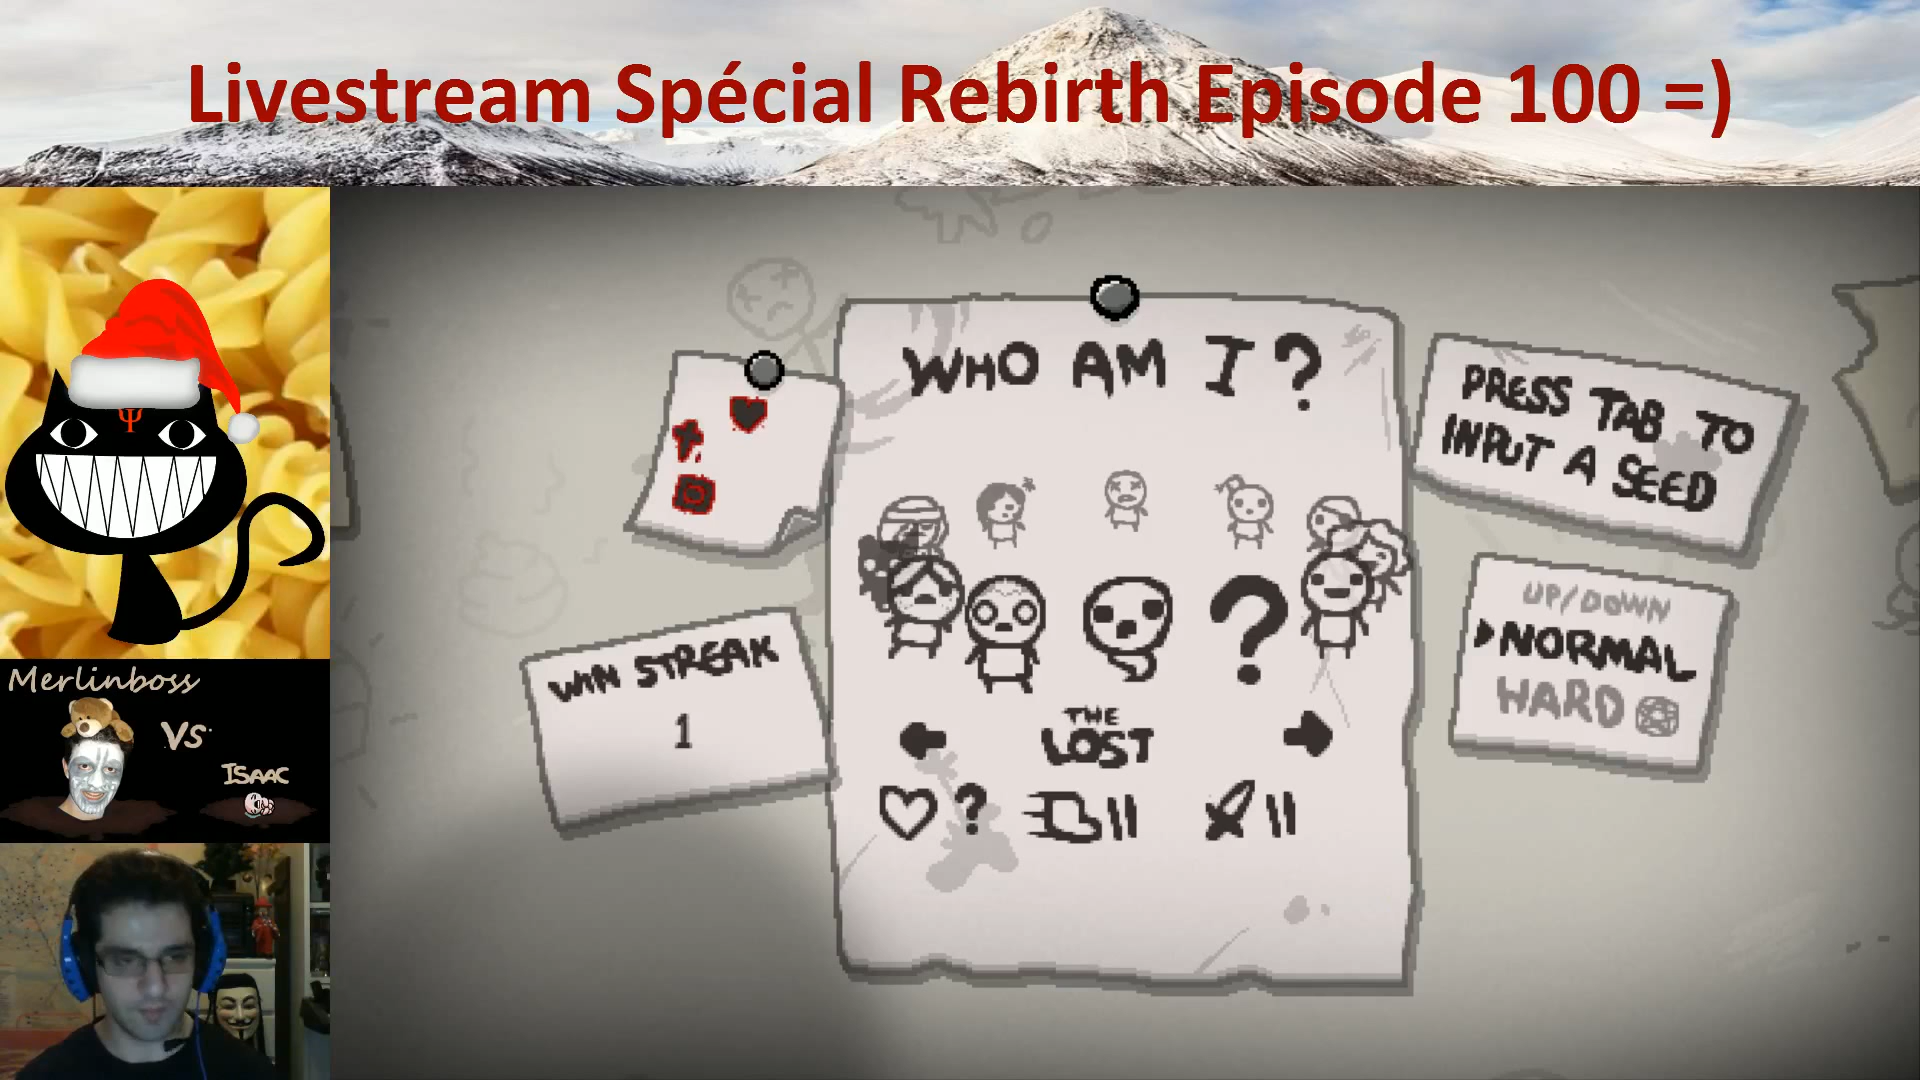 Livestream Spécial Rebirth Episode 100 =)
WHO AM I?
PRESS TAB TO
INPUT A SEED
UP/DOWN
NORMAL
HARD
WIN STREAK
1
THE
LOST
?
Merlinboss
VS
ISAAC
Ψ